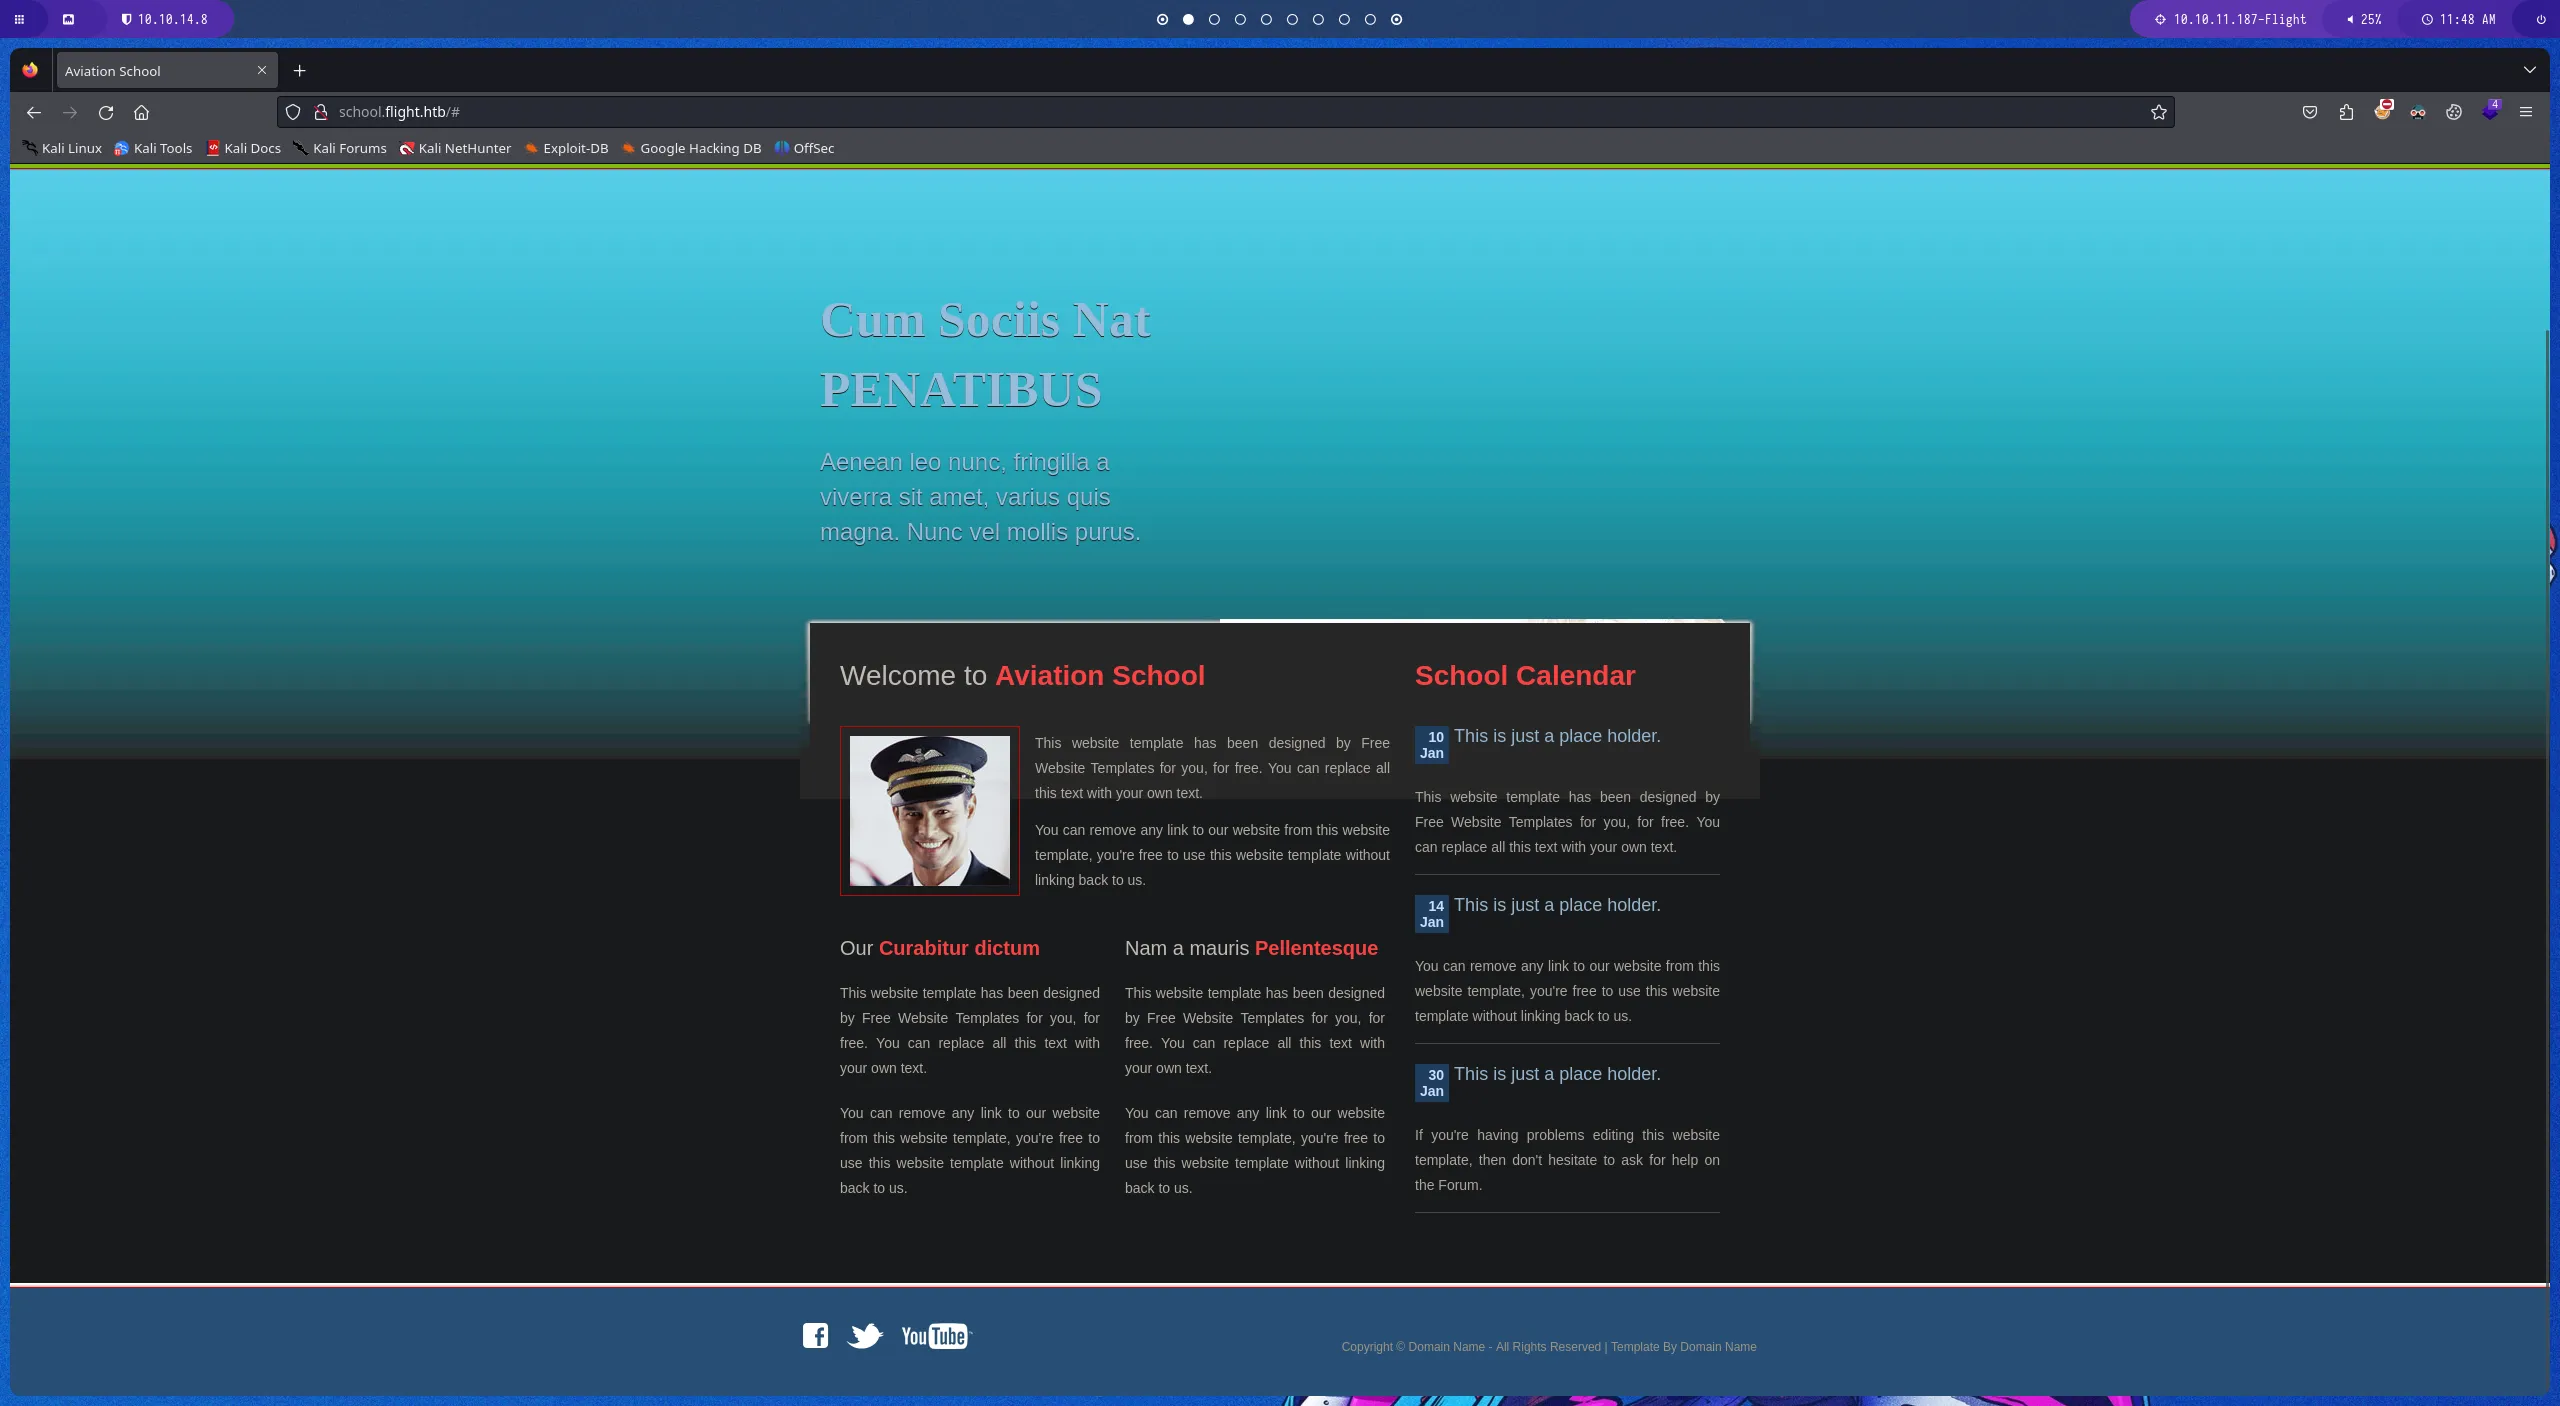 10.10.14.8
10.10.11.187-Flight
25%
11:48 AM
Aviation School
school.flight.htb/#
4
Kali Linux
Kali Tools
Kali Docs
Kali Forums
Kali NetHunter
Exploit-DB
Google Hacking DB
OffSec
Cum Sociis Nat
PENATIBUS
Aenean leo nunc, fringilla a
viverra sit amet, varius quis
magna. Nunc vel mollis purus.
Welcome to Aviation School
This website template has been designed by Free
Website Templates for you, for free. You can replace all
this text with your own text.
You can remove any link to our website from this website
template, you're free to use this website template without
linking back to us.
Our Curabitur dictum
This website template has been designed
by Free Website Templates for you, for
free. You can replace all this text with
your own text.
You can remove any link to our website
from this website template, you're free to
use this website template without linking
back to us.
Nam a mauris Pellentesque
This website template has been designed
by Free Website Templates for you, for
free. You can replace all this text with
your own text.
You can remove any link to our website
from this website template, you're free to
use this website template without linking
back to us.
School Calendar
10
Jan
This is just a place holder.
This website template has been designed by
Free Website Templates for you, for free. You
can replace all this text with your own text.
14
Jan
This is just a place holder.
You can remove any link to our website from this
website template, you're free to use this website
template without linking back to us.
30
Jan
This is just a place holder.
If you're having problems editing this website
template, then don't hesitate to ask for help on
the Forum.
YouTube
Copyright © Domain Name - All Rights Reserved | Template By Domain Name